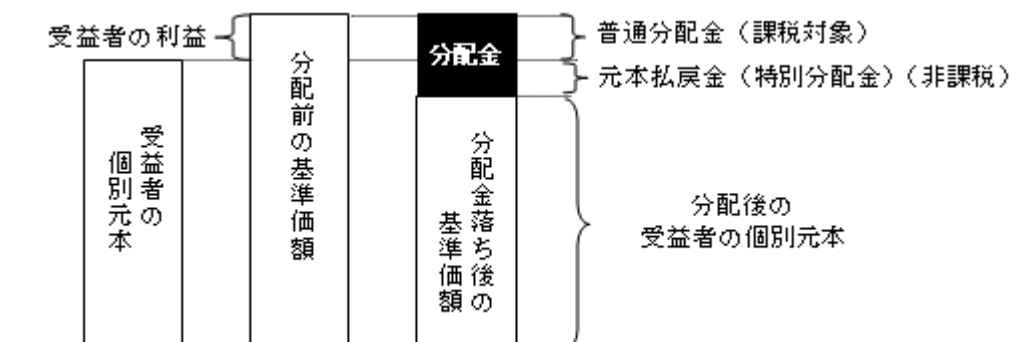 受益者の利益
受益者の
個別元本
分配前の基準価額
分配金
分配金落ち後の
基準価額
普通分配金（課税対象）
元本払戻金（特別分配金）（非課税）
分配後の
受益者の個別元本